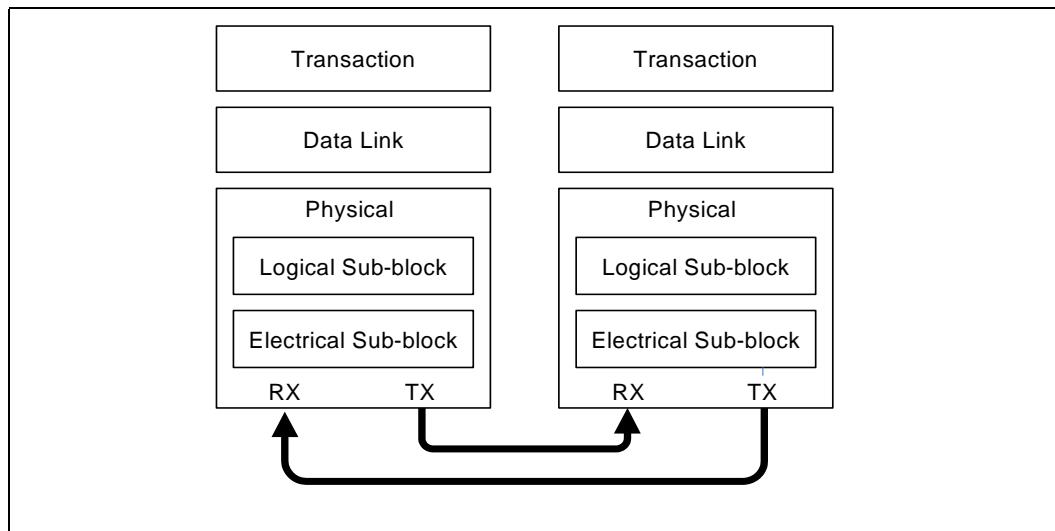 Transaction
Transaction
Data Link
Data Link
Physical
Physical
Logical Sub-block
Logical Sub-block
Electrical Sub-block
Electrical Sub-block
RX
TX
RX
TX